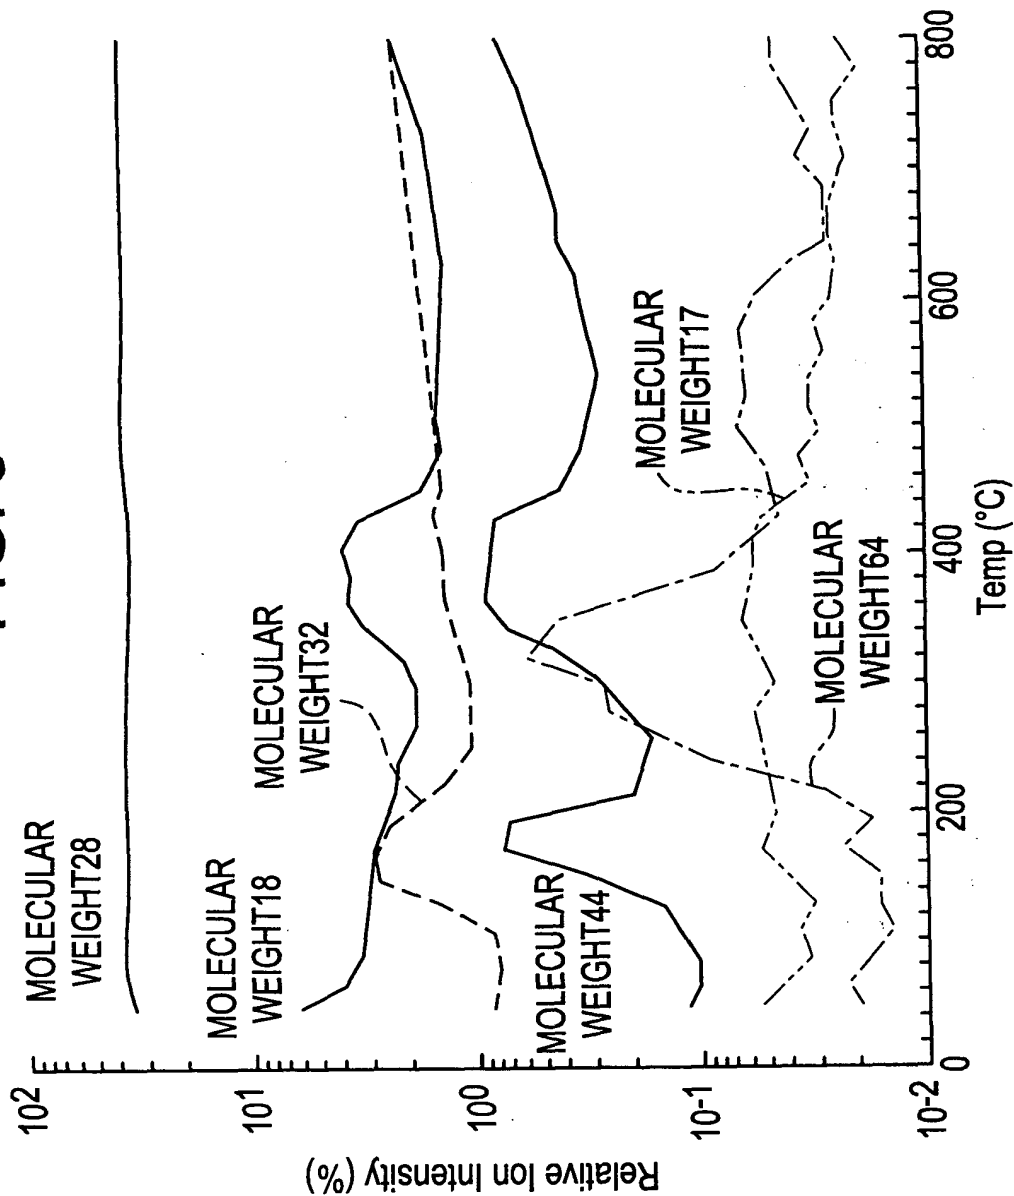 MOLECULAR
WEIGHT28
MOLECULAR
WEIGHT18
MOLECULAR
WEIGHT32
MOLECULAR
WEIGHT44
MOLECULAR
WEIGHT17
MOLECULAR
WEIGHT64
Relative Ion Intensity (%)
10²
10¹
10⁰
10⁻¹
10⁻²
0
200
400
600
800
Temp (°C)